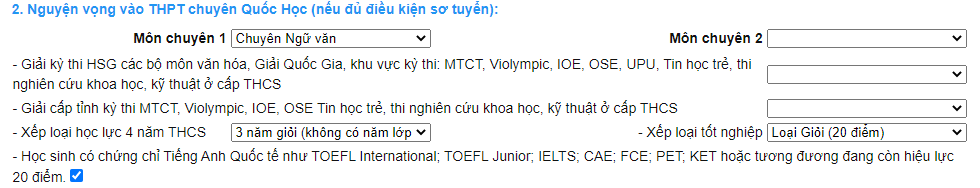 2. Nguyện vọng vào THPT chuyên Quốc Học (nếu đủ điều kiện sơ tuyển):
Môn chuyên 1 Chuyên Ngữ văn Môn chuyên 2
- Giải kỳ thi HSG các bộ môn văn hóa, Giải Quốc Gia, khu vực kỳ thi: MTCT, Violympic, IOE, OSE, UPU, Tin học trẻ, thi
nghiên cứu khoa học, kỹ thuật ở cấp THCS
- Giải cấp tỉnh kỳ thi MTCT, Violympic, IOE, OSE Tin học trẻ, thi nghiên cứu khoa học, kỹ thuật ở cấp THCS
- Xếp loại học lực 4 năm THCS 3 năm giỏi (không có năm lớp - Xếp loại tốt nghiệp Loại Giỏi (20 điểm)
- Học sinh có chứng chỉ Tiếng Anh Quốc tế như TOEFL International; TOEFL Junior; IELTS; CAE; FCE; PET; KET hoặc tương đương đang còn hiệu lực
20 điểm.